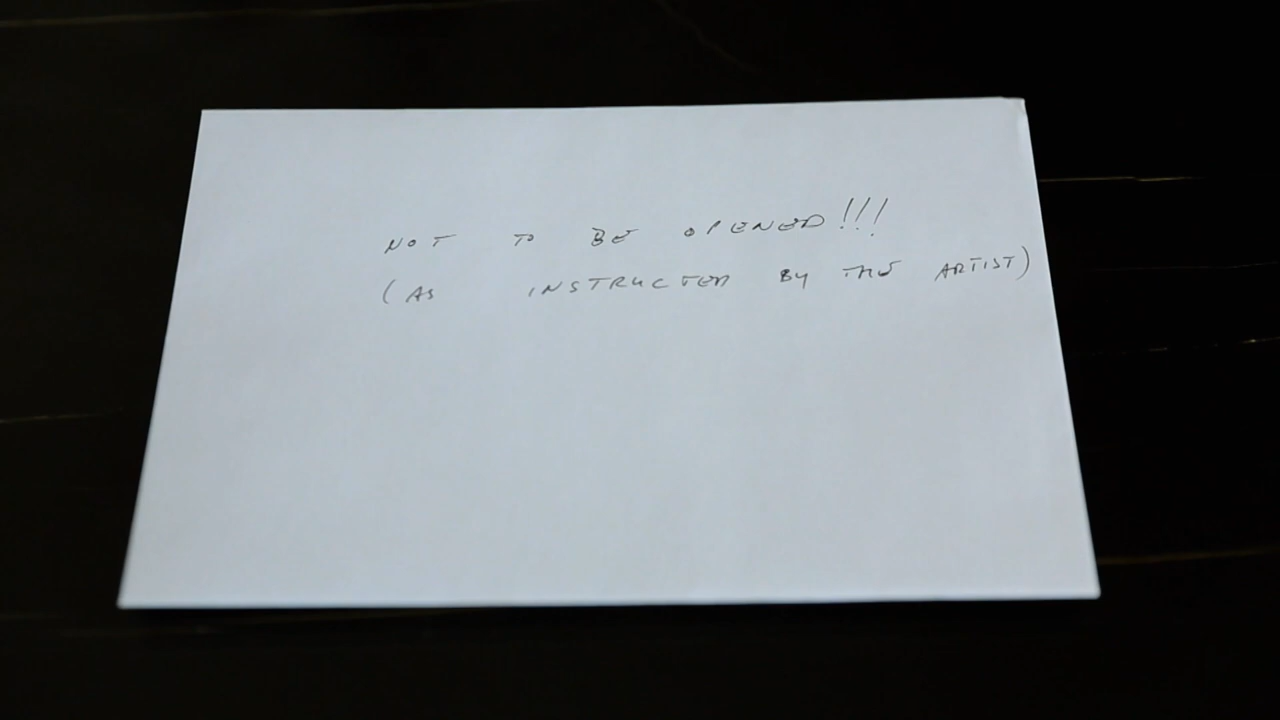 NOT TO BE OPENED!!!
(AS INSTRUCTED BY THE ARTIST)